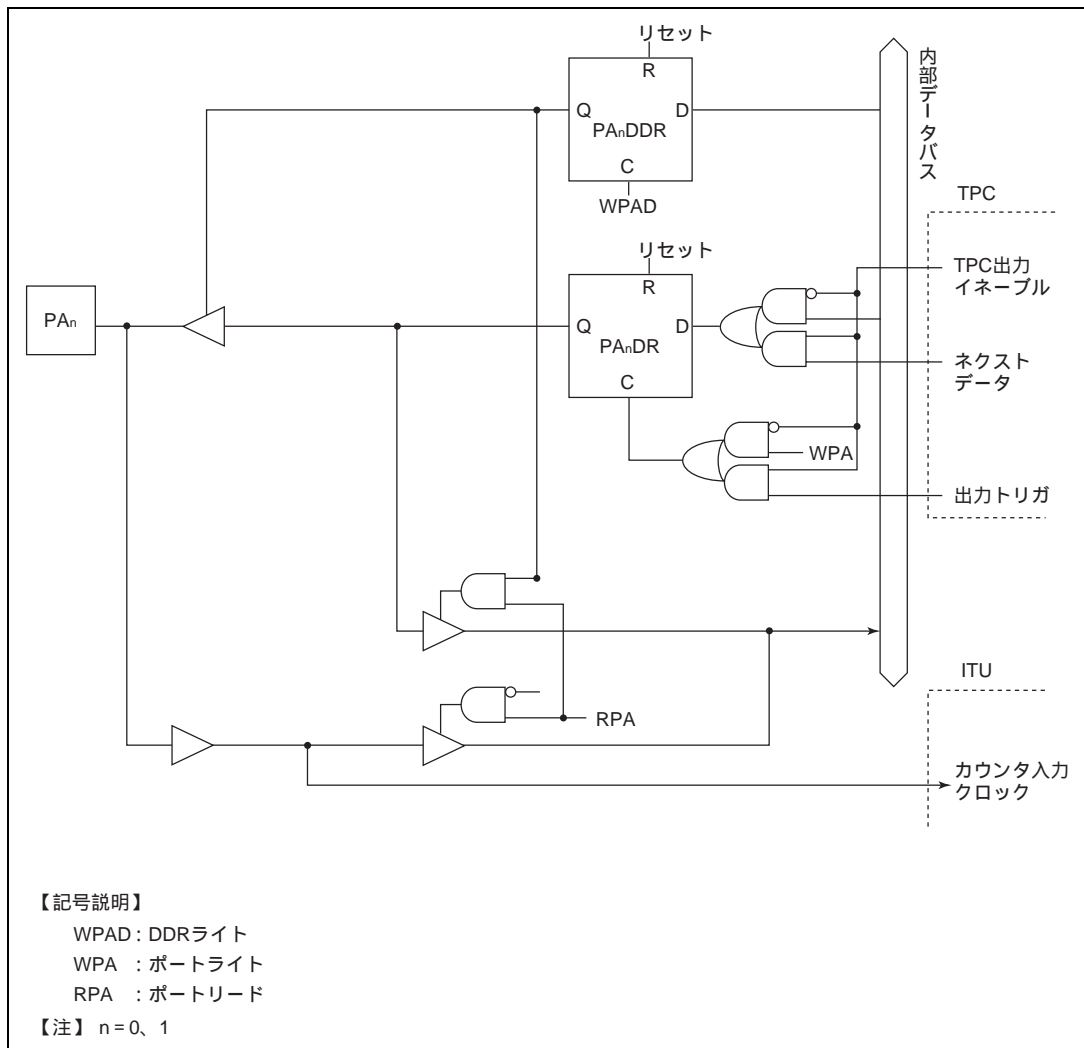 リセット
R
Q
D
PAnDDR
C
WPAD
内部データバス
TPC
リセット
R
TPC出力
イネーブル
PAn
Q
D
PAnDR
C
ネクスト
データ
WPA
出力トリガ
ITU
RPA
カウンタ入力
クロック
【記号説明】
WPAD : DDRライト
WPA : ポートライト
RPA : ポートリード
【注】 n = 0、1